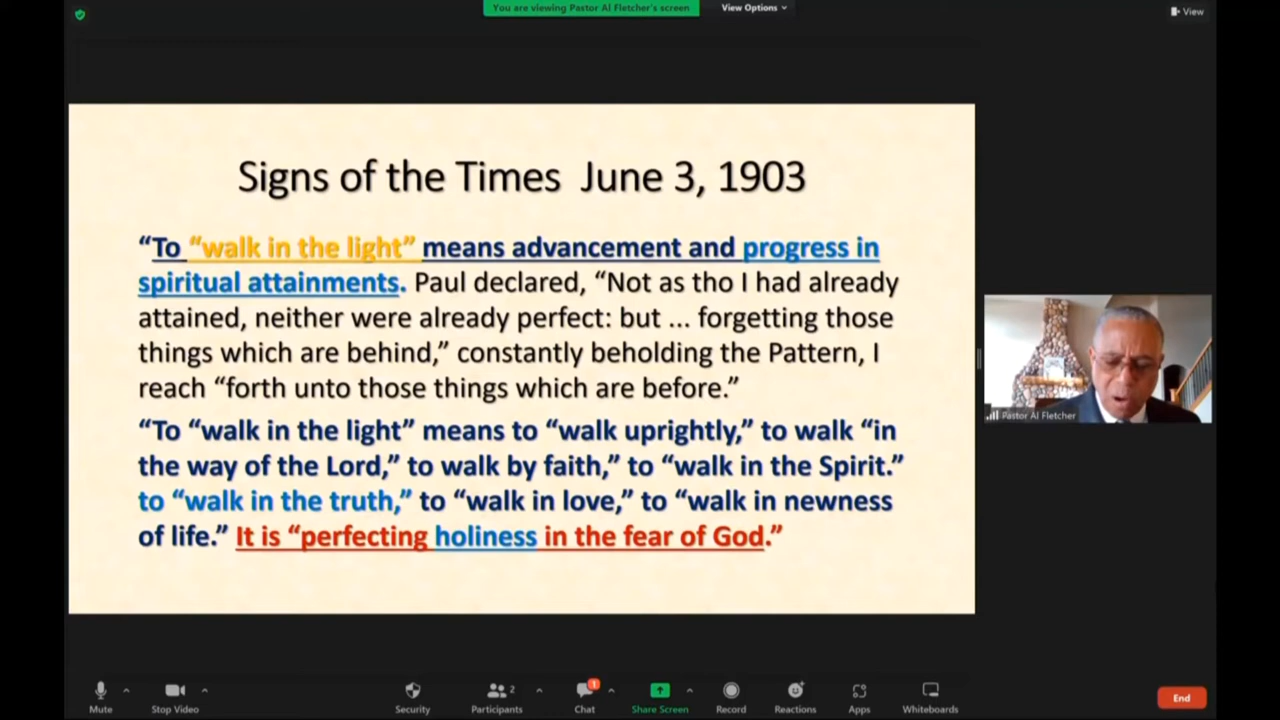 You are viewing Pastor Al Fletcher's screen
View Options
View
Signs of the Times June 3, 1903
“To “walk in the light” means advancement and progress in
spiritual attainments. Paul declared, “Not as tho I had already
attained, neither were already perfect: but ... forgetting those
things which are behind,” constantly beholding the Pattern, I
reach “forth unto those things which are before.”
“To “walk in the light” means to “walk uprightly,” to walk “in
the way of the Lord,” to walk by faith,” to “walk in the Spirit.”
to “walk in the truth,” to “walk in love,” to “walk in newness
of life.” It is “perfecting holiness in the fear of God.”
Pastor Al Fletcher
Mute
Stop Video
Security
Participants 2
Chat 1
Share Screen
Record
Reactions
Apps
Whiteboards
End